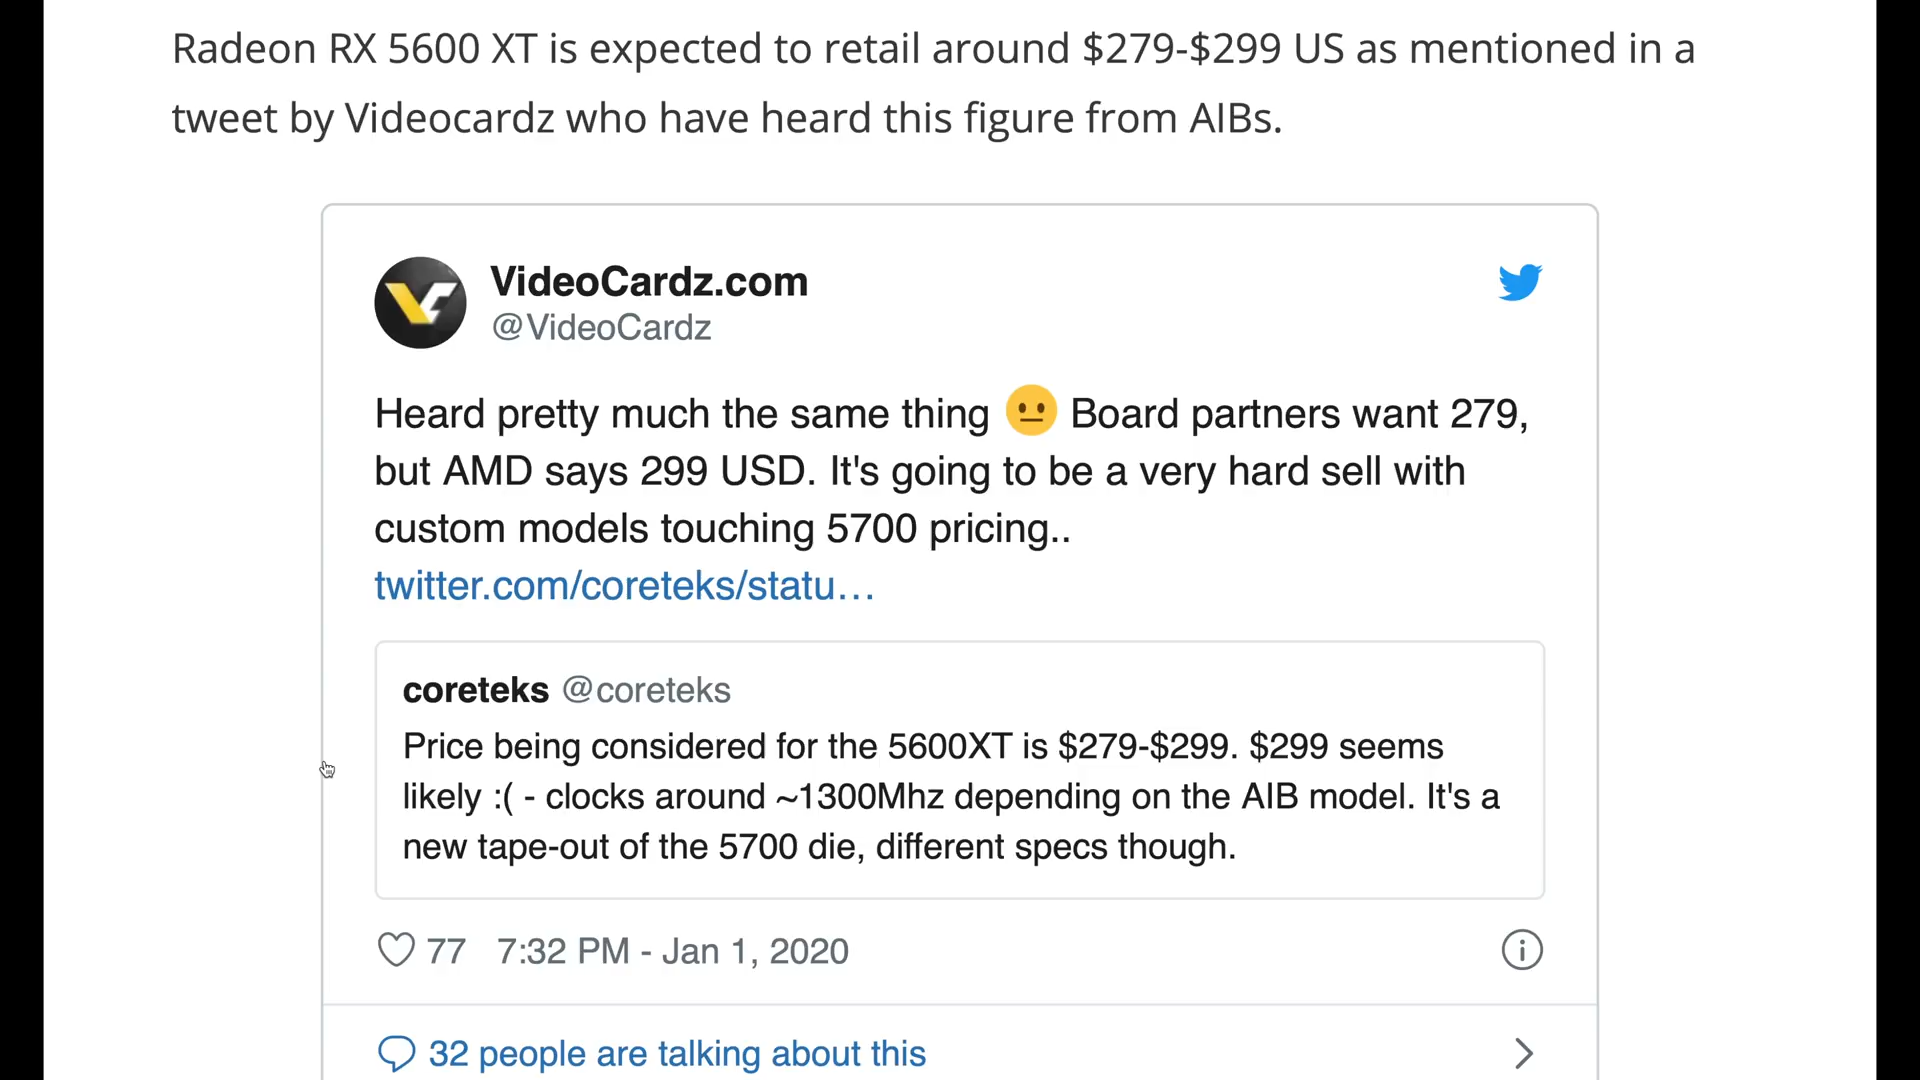 Radeon RX 5600 XT is expected to retail around $279-$299 US as mentioned in a
tweet by Videocardz who have heard this figure from AIBs.
VideoCardz.com
@VideoCardz
Heard pretty much the same thing 😐 Board partners want 279,
but AMD says 299 USD. It's going to be a very hard sell with
custom models touching 5700 pricing..
twitter.com/coreteks/statu…
coreteks @coreteks
Price being considered for the 5600XT is $279-$299. $299 seems
likely :( - clocks around ~1300Mhz depending on the AIB model. It's a
new tape-out of the 5700 die, different specs though.
77 7:32 PM - Jan 1, 2020
32 people are talking about this